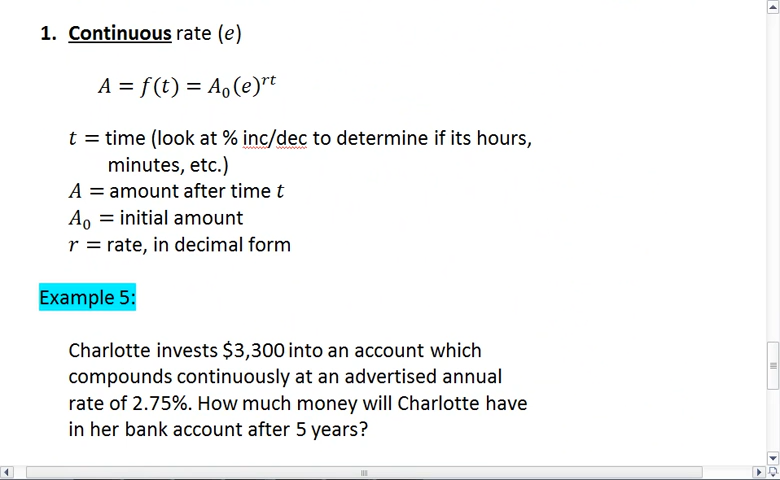 1. Continuous rate (e)
A = f(t) = A₀(e)ʳᵗ
t = time (look at % inc/dec to determine if its hours,
minutes, etc.)
A = amount after time t
A₀ = initial amount
r = rate, in decimal form
Example 5:
Charlotte invests $3,300 into an account which
compounds continuously at an advertised annual
rate of 2.75%. How much money will Charlotte have
in her bank account after 5 years?